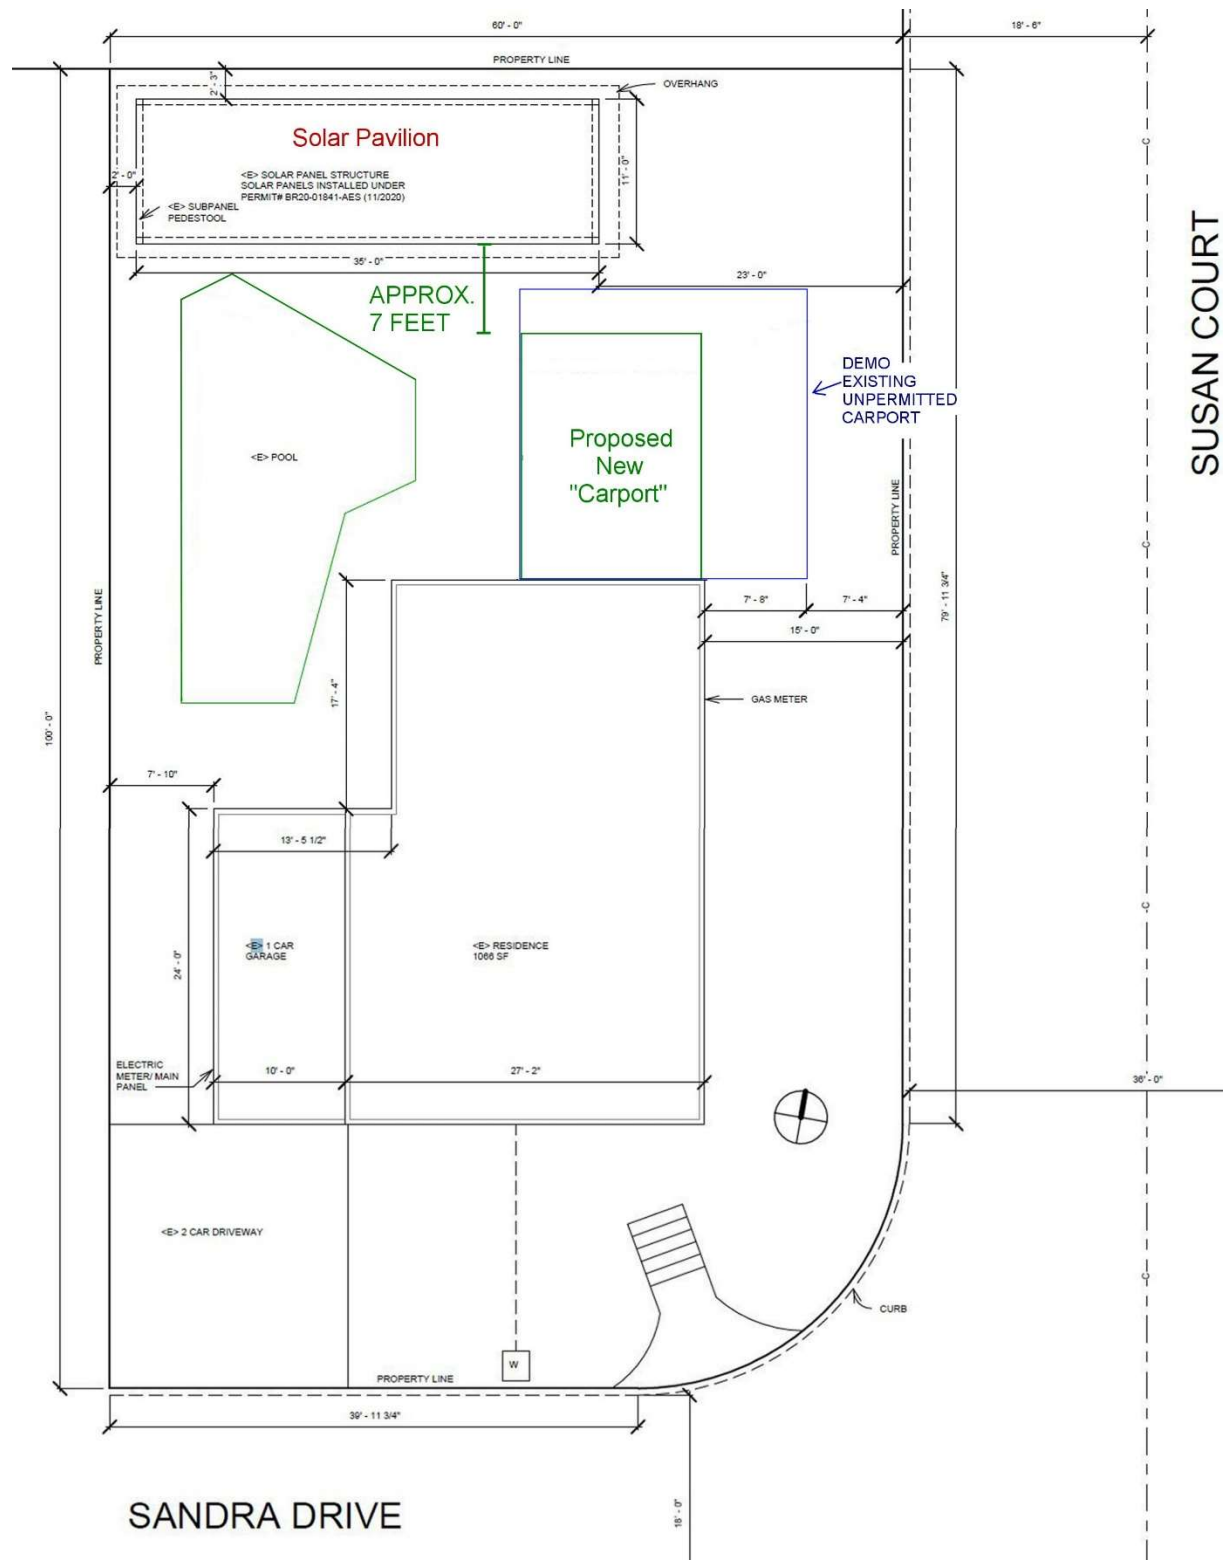 60' - 0"
18' - 6"
PROPERTY LINE
OVERHANG
2' - 3"
Solar Pavilion
11' - 0"
C
2' - 0"
<E> SOLAR PANEL STRUCTURE
SOLAR PANELS INSTALLED UNDER
PERMIT# BR20-01841-AES (11/2020)
<E> SUBPANEL
PEDESTOOL
35' - 0"
23' - 0"
APPROX.
7 FEET
SUSAN COURT
DEMO
EXISTING
UNPERMITTED
CARPORT
Proposed
New
"Carport"
<E> POOL
PROPERTY LINE
C
79' - 11 3/4"
PROPERTY LINE
7' - 8"
7' - 4"
15' - 0"
17' - 4"
GAS METER
100' - 0"
7' - 10"
13' - 5 1/2"
C
<E> 1 CAR
GARAGE
<E> RESIDENCE
1066 SF
24' - 0"
ELECTRIC
METER/ MAIN
PANEL
10' - 0"
27' - 2"
36' - 0"
<E> 2 CAR DRIVEWAY
C
CURB
W
PROPERTY LINE
39' - 11 3/4"
SANDRA DRIVE
18' - 0"